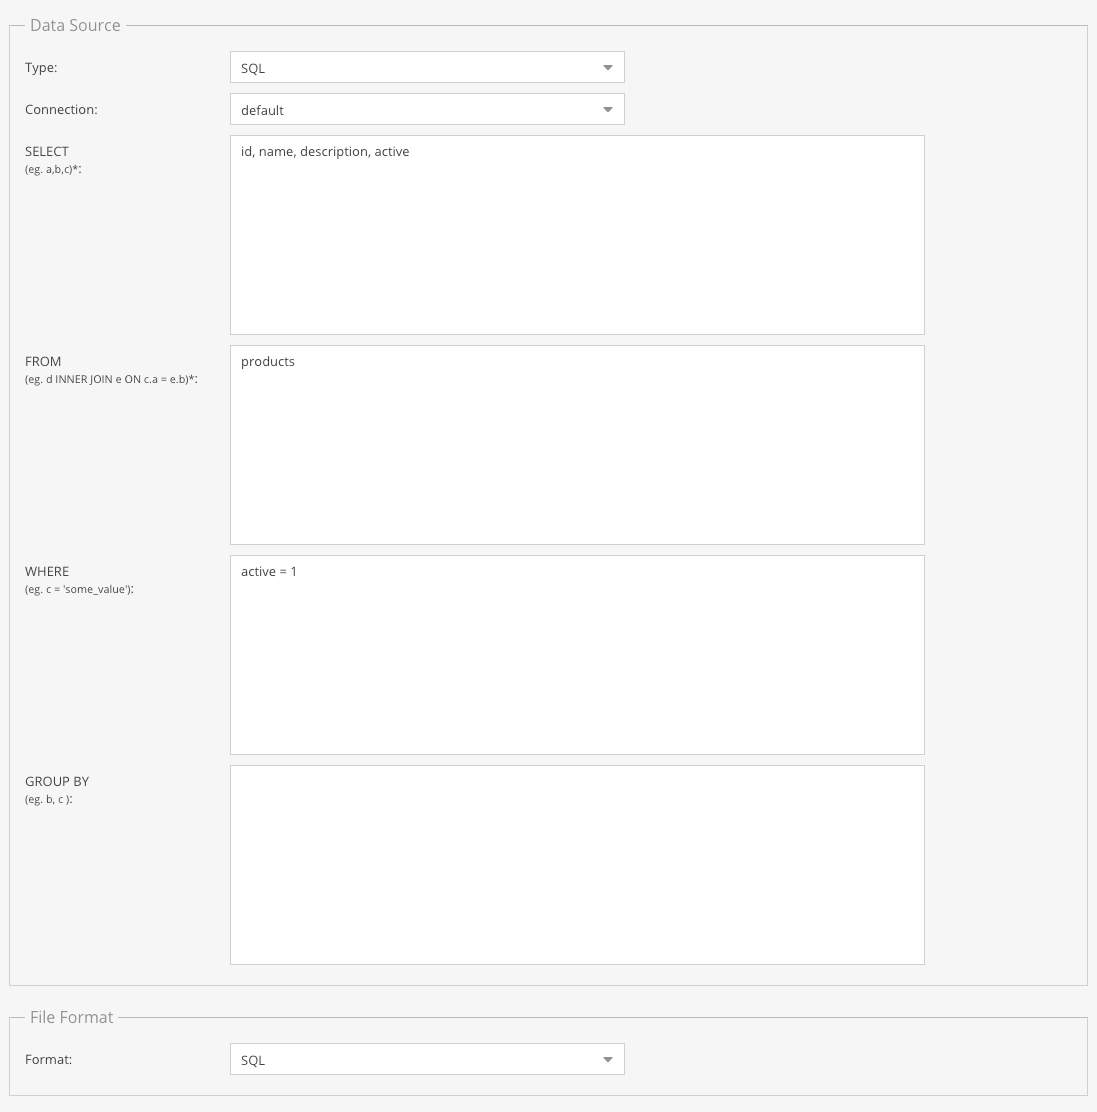 Data Source
Type:
SQL
Connection:
default
SELECT
(eg. a,b,c)*:
id, name, description, active
FROM
(eg. d INNER JOIN e ON c.a = e.b)*:
products
WHERE
(eg. c = 'some_value'):
active = 1
GROUP BY
(eg. b, c ):
File Format
Format:
SQL